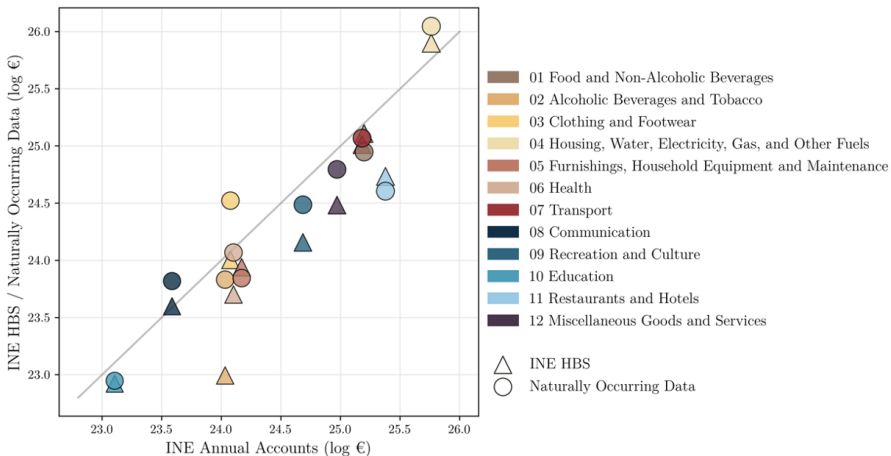 INE HBS / Naturally Occurring Data (log €)
26.0
25.5
25.0
24.5
24.0
23.5
23.0
23.0 23.5 24.0 24.5 25.0 25.5 26.0
INE Annual Accounts (log €)
01 Food and Non-Alcoholic Beverages
02 Alcoholic Beverages and Tobacco
03 Clothing and Footwear
04 Housing, Water, Electricity, Gas, and Other Fuels
05 Furnishings, Household Equipment and Maintenance
06 Health
07 Transport
08 Communication
09 Recreation and Culture
10 Education
11 Restaurants and Hotels
12 Miscellaneous Goods and Services
INE HBS
Naturally Occurring Data